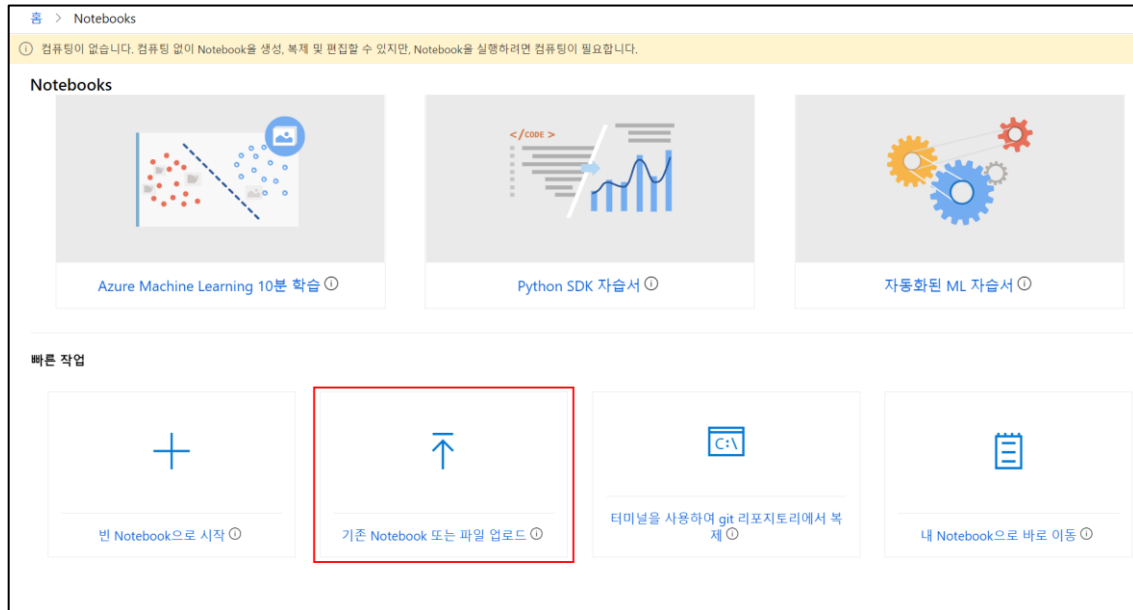 홈 > Notebooks
컴퓨팅이 없습니다. 컴퓨팅 없이 Notebook을 생성, 복제 및 편집할 수 있지만, Notebook을 실행하려면 컴퓨팅이 필요합니다.
Notebooks
</CODE >
Azure Machine Learning 10분 학습
Python SDK 자습서
자동화된 ML 자습서
빠른 작업
C:\
빈 Notebook으로 시작
기존 Notebook 또는 파일 업로드
터미널을 사용하여 git 리포지토리에서 복
제
내 Notebook으로 바로 이동